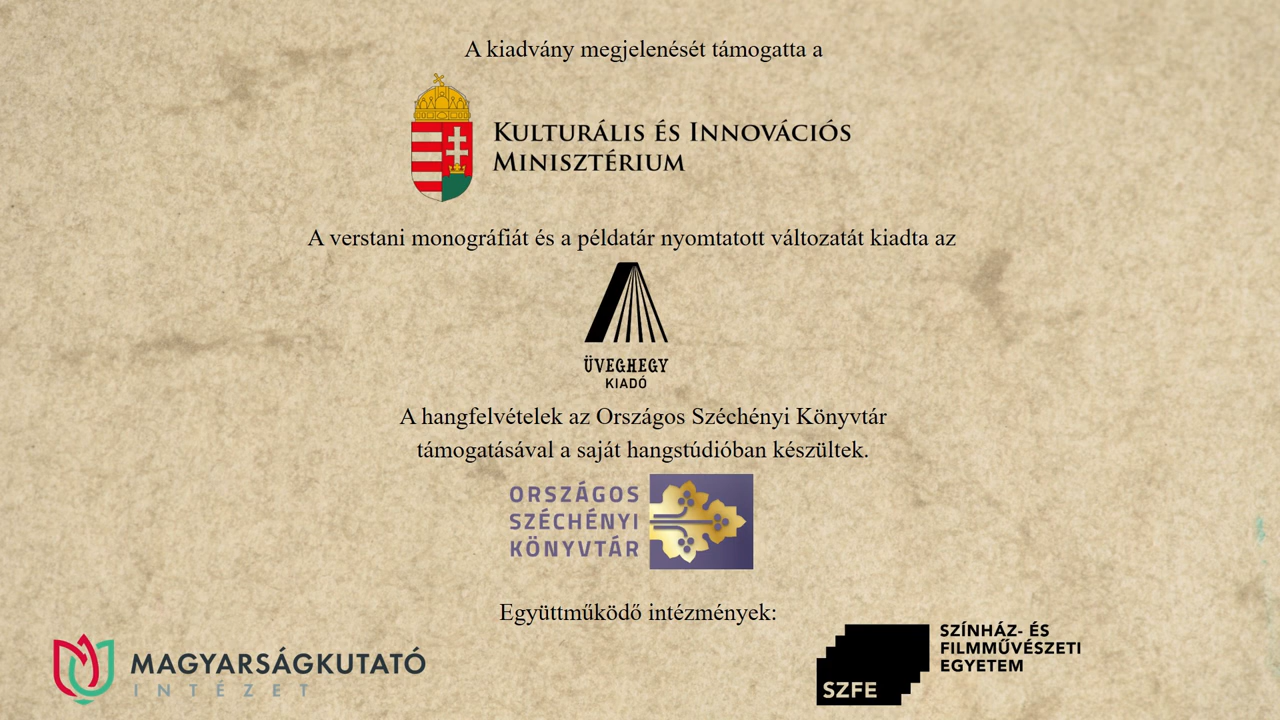 A kiadvány megjelenését támogatta a
KULTURÁLIS ÉS INNOVÁCIÓS
MINISZTÉRIUM
A verstani monográfiát és a példatár nyomtatott változatát kiadta az
ÜVEGHEGY
KIADÓ
A hangfelvételek az Országos Széchényi Könyvtár
támogatásával a saját hangstúdióban készültek.
ORSZÁGOS
SZÉCHÉNYI
KÖNYVTÁR
Együttműködő intézmények:
MAGYARSÁGKUTATÓ
INTÉZET
SZFE
SZÍNHÁZ- ÉS
FILMMŰVÉSZETI
EGYETEM